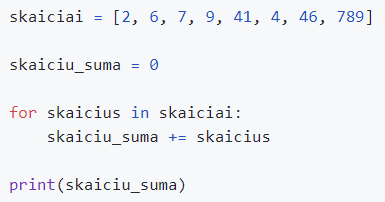 skaiciai = [2, 6, 7, 9, 41, 4, 46, 789]
skaiciu_suma = 0
for skaicius in skaiciai:
    skaiciu_suma += skaicius
print(skaiciu_suma)